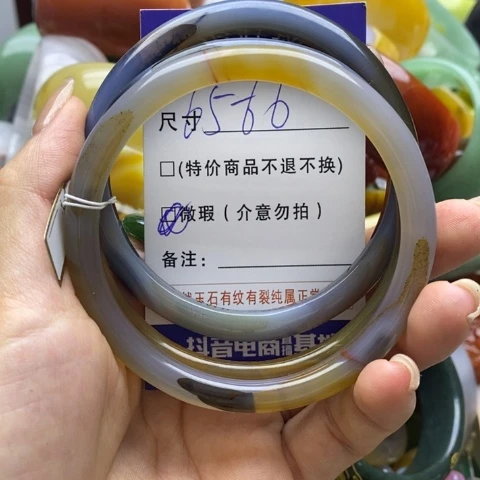 尺寸 6566
□(特价商品不退不换)
☑微瑕（介意勿拍）
备注：
玉石有纹有裂纯属正常
抖音电商